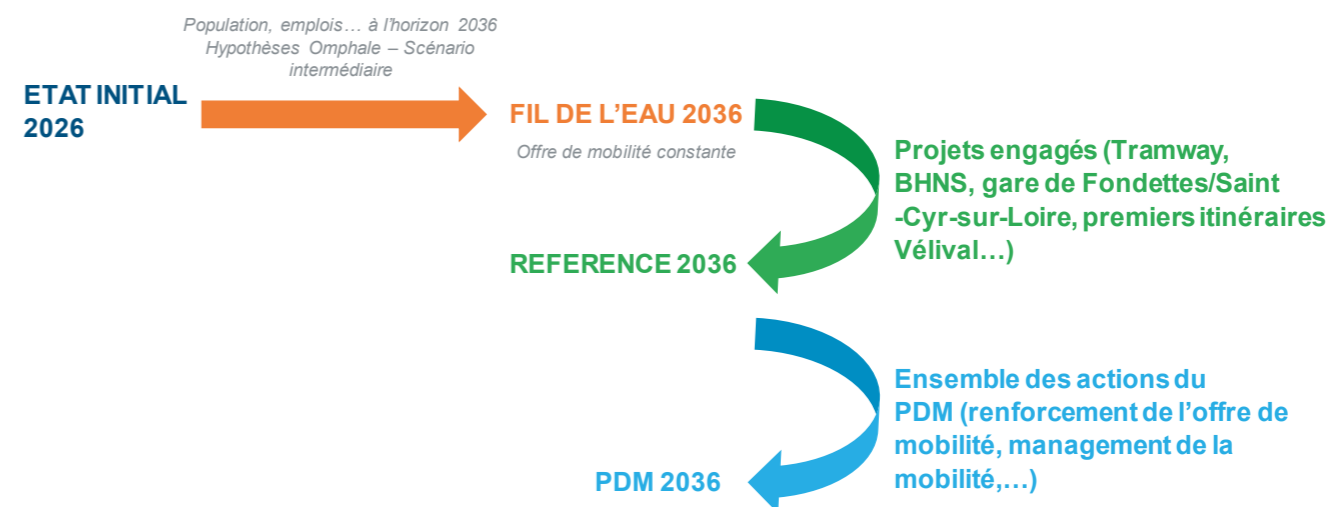 Population, emplois… à l’horizon 2036
Hypothèses Omphale – Scénario
intermédiaire
ETAT INITIAL
2026
FIL DE L’EAU 2036
Offre de mobilité constante
Projets engagés (Tramway,
BHNS, gare de Fondettes/Saint
-Cyr-sur-Loire, premiers itinéraires
Vélival…)
REFERENCE 2036
Ensemble des actions du
PDM (renforcement de l’offre de
mobilité, management de la
mobilité,…)
PDM 2036